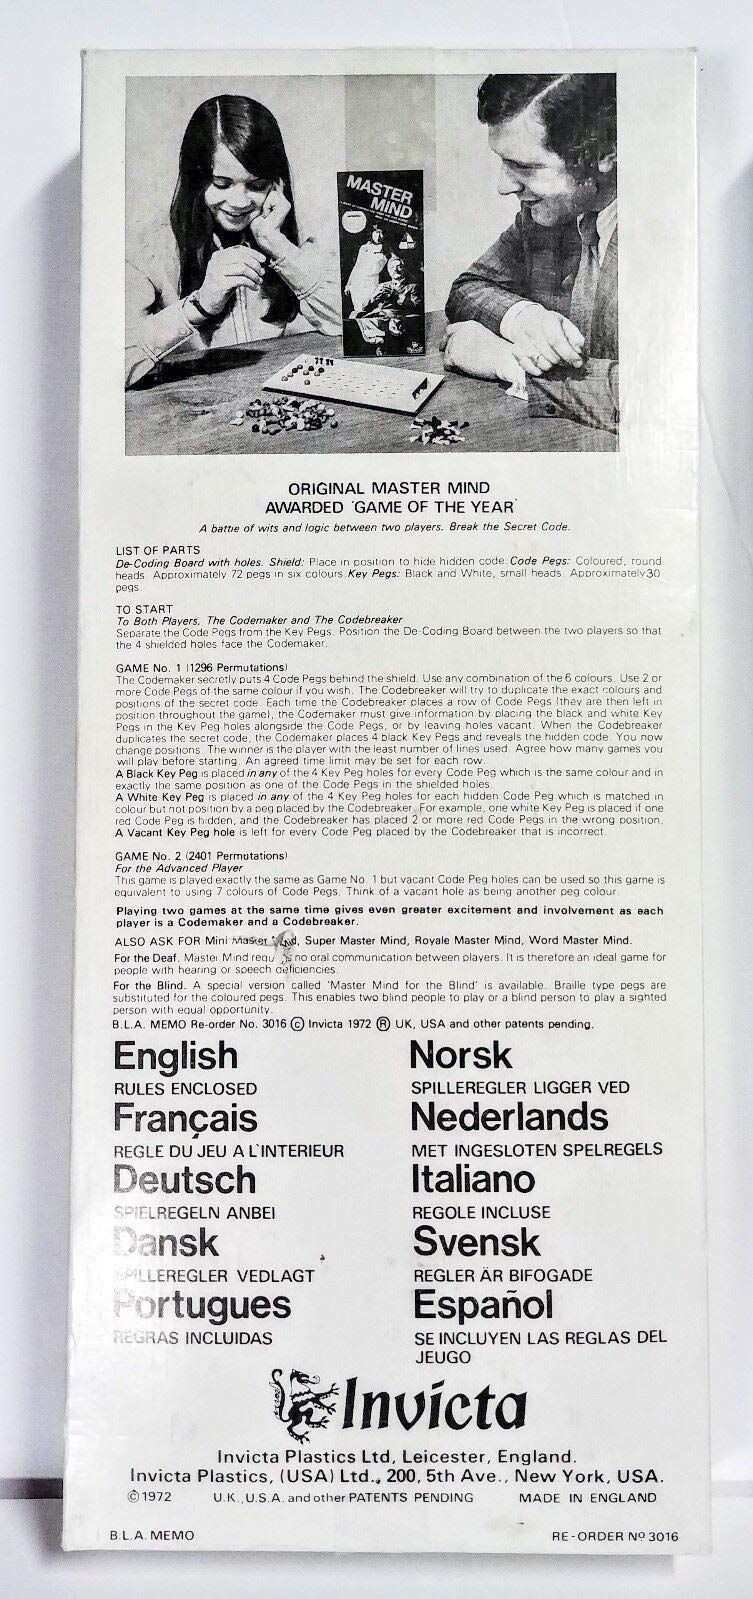 MASTER
MIND
ORIGINAL MASTER MIND
AWARDED 'GAME OF THE YEAR'
A battle of wits and logic between two players. Break the Secret Code.
LIST OF PARTS
De-Coding Board with holes. Shield: Place in position to hide hidden code. Code Pegs: Coloured, round
heads. Approximately 72 pegs in six colours. Key Pegs: Black and White, small heads. Approximately 30
pegs.
TO START
To Both Players, The Codemaker and The Codebreaker
Separate the Code Pegs from the Key Pegs. Position the De-Coding Board between the two players so that
the 4 shielded holes face the Codemaker.
GAME No. 1 (1296 Permutations)
The Codemaker secretly puts 4 Code Pegs behind the shield. Use any combination of the 6 colours. Use 2 or
more Code Pegs of the same colour if you wish. The Codebreaker will try to duplicate the exact colours and
positions of the secret code. Each time the Codebreaker places a row of Code Pegs (they are then left in
position throughout the game), the Codemaker must give information by placing the black and white Key
Pegs in the Key Peg holes alongside the Code Pegs, or by leaving holes vacant. When the Codebreaker
duplicates the secret code, the Codemaker places 4 black Key Pegs and reveals the hidden code. You now
change positions. The winner is the player with the least number of lines used. Agree how many games you
will play before starting. An agreed time limit may be set for each row.
A Black Key Peg is placed in any of the 4 Key Peg holes for every Code Peg which is the same colour and in
exactly the same position as one of the Code Pegs in the shielded holes.
A White Key Peg is placed in any of the 4 Key Peg holes for each hidden Code Peg which is matched in
colour but not position by a peg placed by the Codebreaker. For example, one white Key Peg is placed if one
red Code Peg is hidden, and the Codebreaker has placed 2 or more red Code Pegs in the wrong position.
A Vacant Key Peg hole is left for every Code Peg placed by the Codebreaker that is incorrect.
GAME No. 2 (2401 Permutations)
For the Advanced Player
This game is played exactly the same as Game No. 1 but vacant Code Peg holes can be used so this game is
equivalent to using 7 colours of Code Pegs. Think of a vacant hole as being another peg colour.
Playing two games at the same time gives even greater excitement and involvement as each
player is a Codemaker and a Codebreaker.
ALSO ASK FOR Mini Master Mind, Super Master Mind, Royale Master Mind, Word Master Mind.
For the Deaf. Master Mind requ s no oral communication between players. It is therefore an ideal game for
people with hearing or speech deficiencies.
For the Blind. A special version called 'Master Mind for the Blind' is available. Braille type pegs are
substituted for the coloured pegs. This enables two blind people to play or a blind person to play a sighted
person with equal opportunity.
B.L.A. MEMO Re-order No. 3016 © Invicta 1972 ® UK, USA and other patents pending.
English
RULES ENCLOSED
Français
REGLE DU JEU A L'INTERIEUR
Deutsch
SPIELREGELN ANBEI
Dansk
SPILLEREGLER VEDLAGT
Portugues
REGRAS INCLUIDAS
Norsk
SPILLEREGLER LIGGER VED
Nederlands
MET INGESLOTEN SPELREGELS
Italiano
REGOLE INCLUSE
Svensk
REGLER ÄR BIFOGADE
Español
SE INCLUYEN LAS REGLAS DEL
JEUGO
Invicta
Invicta Plastics Ltd, Leicester, England.
Invicta Plastics, (USA) Ltd., 200, 5th Ave., New York, USA.
©1972 U.K., U.S.A. and other PATENTS PENDING MADE IN ENGLAND
B.L.A. MEMO RE-ORDER Nº 3016